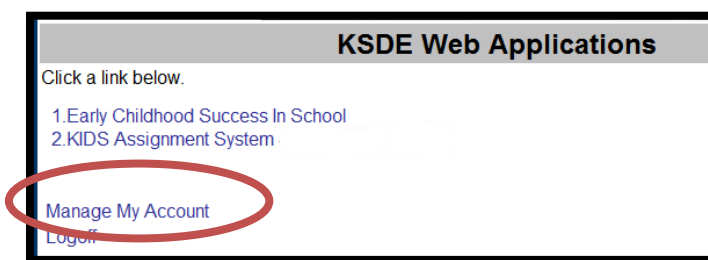 KSDE Web Applications
Click a link below.
1.Early Childhood Success In School
2.KIDS Assignment System
Manage My Account
Logoff